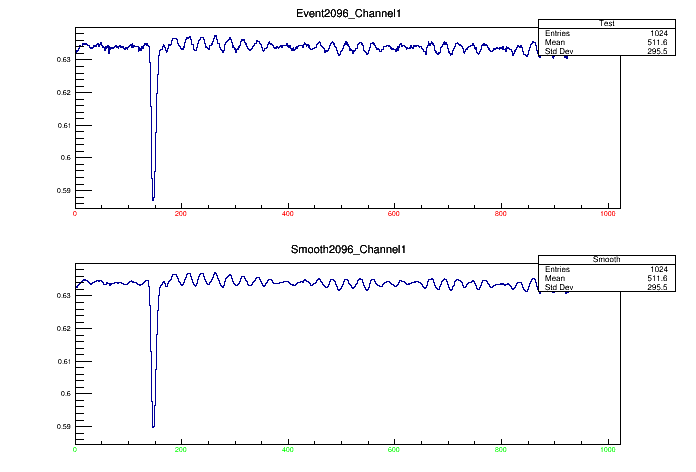 Event2096_Channel1
Test
Entries 1024
Mean 511.6
Std Dev 295.5
0.63
0.62
0.61
0.6
0.59
0 200 400 600 800 1000
Smooth2096_Channel1
Smooth
Entries 1024
Mean 511.6
Std Dev 295.5
0.63
0.62
0.61
0.6
0.59
0 200 400 600 800 1000